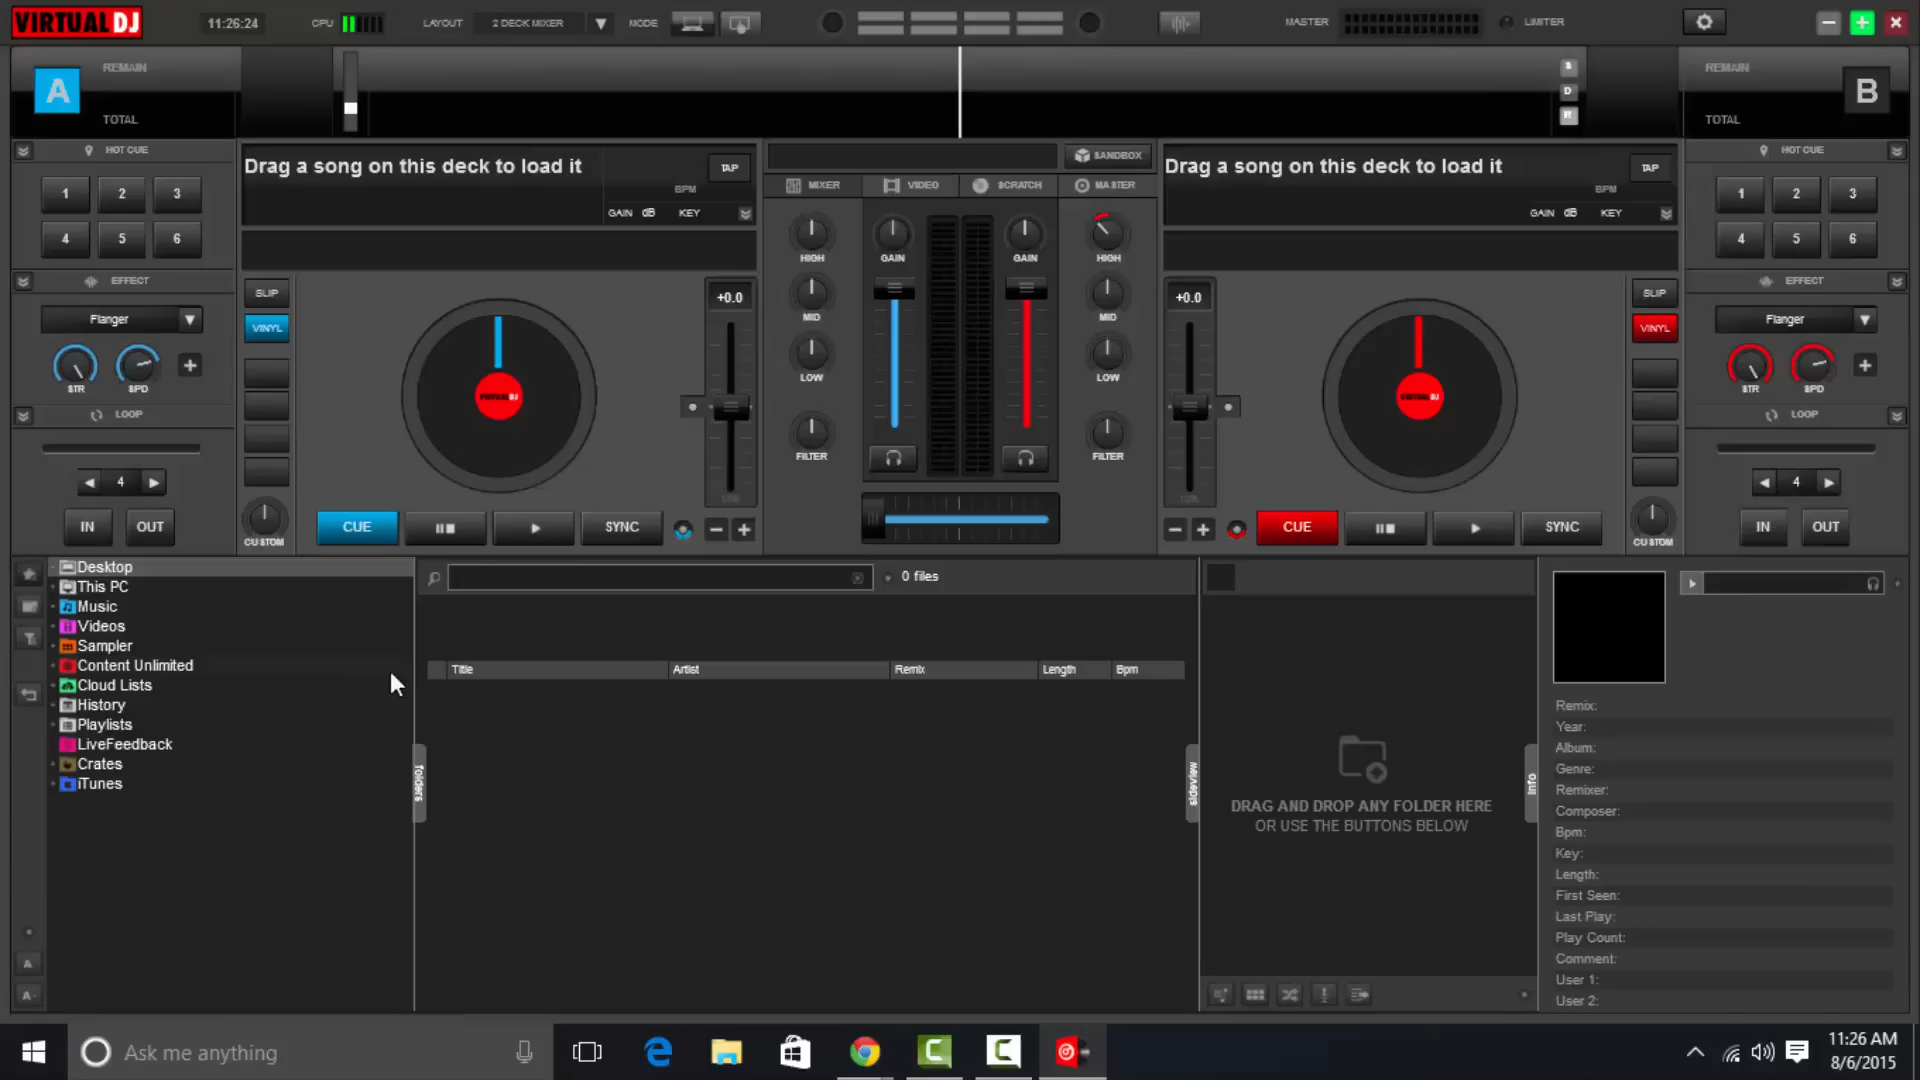 VIRTUAL DJ
11:26:24
CPU
LAYOUT
2 DECK MIXER
MODE
MASTER
LIMITER
A
REMAIN
TOTAL
D
REMAIN
TOTAL
B
HOT CUE
1 2 3
4 5 6
EFFECT
Flanger
STR SPD
LOOP
4
IN OUT
Drag a song on this deck to load it
TAP
BPM
GAIN dB KEY
SLIP
VINYL
+0.0
VIRTUAL DJ
CUSTOM
CUE
SYNC
SANDBOX
MIXER VIDEO SCRATCH MASTER
HIGH GAIN GAIN HIGH
MID MID
LOW LOW
FILTER FILTER
Drag a song on this deck to load it
TAP
BPM
GAIN dB KEY
+0.0
VIRTUAL DJ
SLIP
VINYL
CUE
SYNC
CUSTOM
HOT CUE
1 2 3
4 5 6
EFFECT
Flanger
STR SPD
LOOP
4
IN OUT
Desktop
This PC
Music
Videos
Sampler
Content Unlimited
Cloud Lists
History
Playlists
LiveFeedback
Crates
iTunes
A
A
folders
0 files
Title Artist Remix Length Bpm
sideview
DRAG AND DROP ANY FOLDER HERE
OR USE THE BUTTONS BELOW
Info
Remix:
Year:
Album:
Genre:
Remixer:
Composer:
Bpm:
Key:
Length:
First Seen:
Last Play:
Play Count:
Comment:
User 1:
User 2:
Ask me anything
11:26 AM
8/6/2015